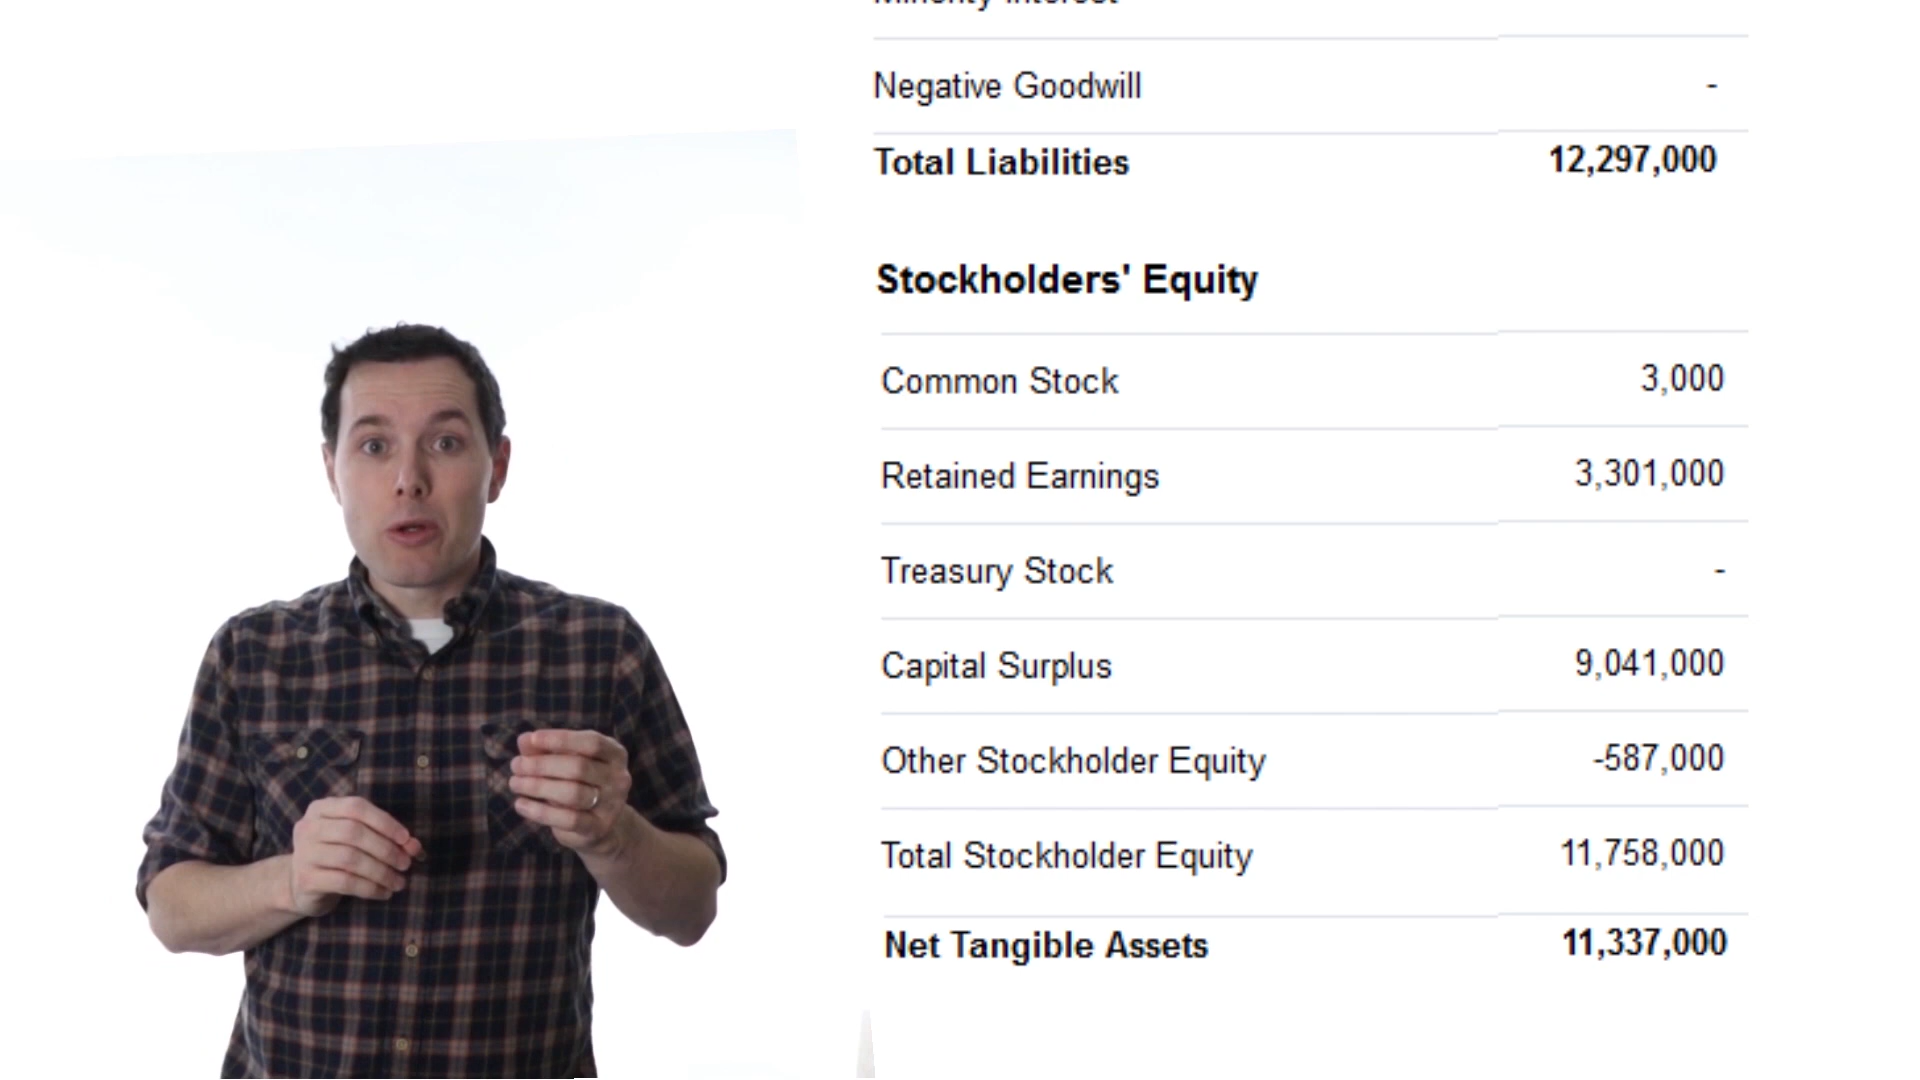 Minority Interest
Negative Goodwill -
Total Liabilities 12,297,000
Stockholders' Equity
Common Stock 3,000
Retained Earnings 3,301,000
Treasury Stock -
Capital Surplus 9,041,000
Other Stockholder Equity -587,000
Total Stockholder Equity 11,758,000
Net Tangible Assets 11,337,000